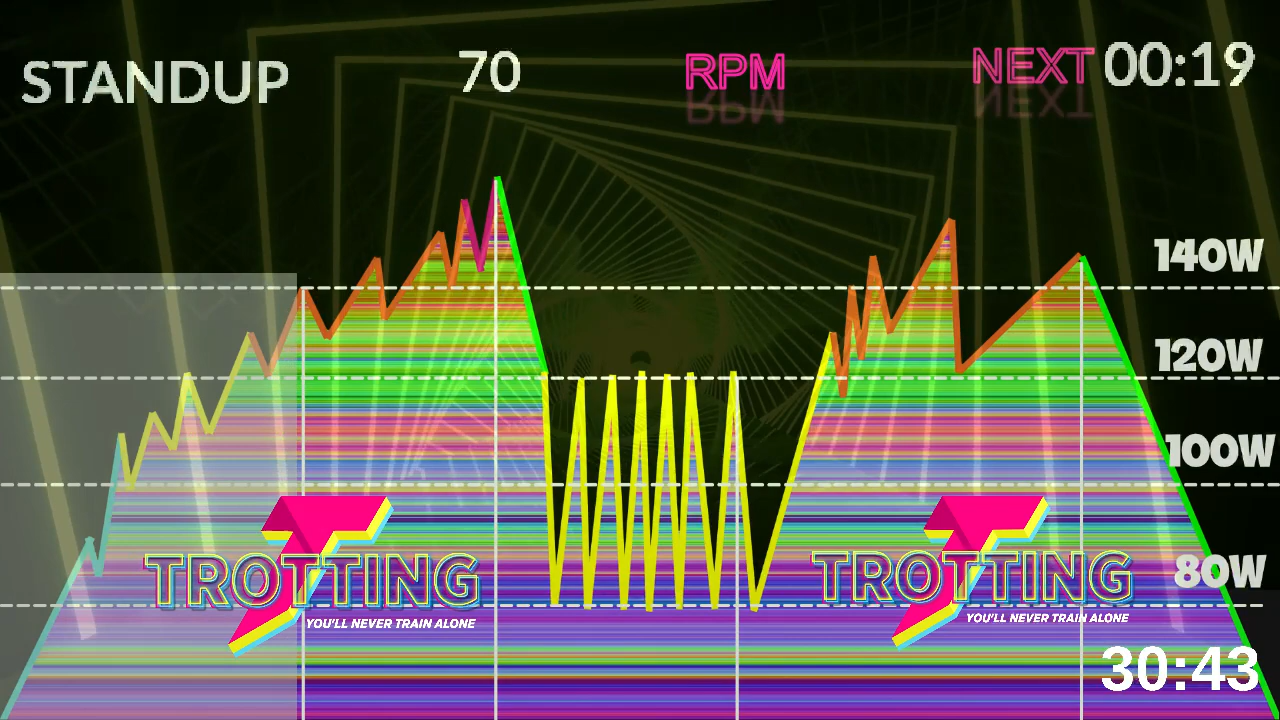 STANDUP
70
RPM
NEXT 00:19
140W
120W
100W
80W
TROTTING
YOU'LL NEVER TRAIN ALONE
TROTTING
YOU'LL NEVER TRAIN ALONE
30:43